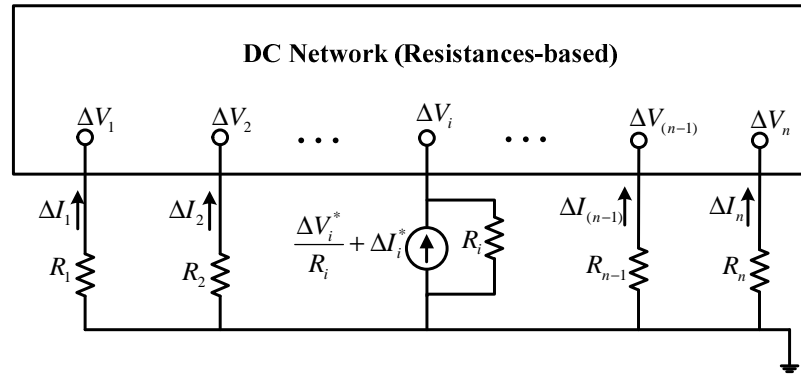 DC Network (Resistances-based)
ΔV₁ ΔV₂ ... ΔVᵢ ... ΔV₍ₙ₋₁₎ ΔVₙ
ΔI₁ ΔI₂ ΔVᵢ*/Rᵢ + ΔIᵢ* Rᵢ ΔI₍ₙ₋₁₎ ΔIₙ
R₁ R₂ Rₙ₋₁ Rₙ